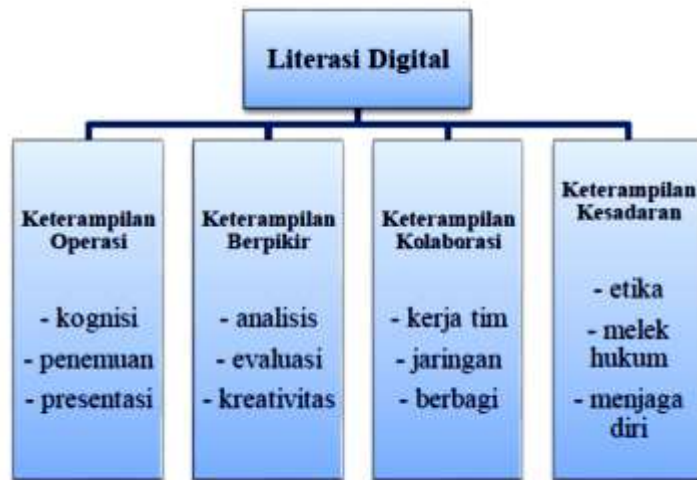 Literasi Digital
Keterampilan
Operasi
- kognisi
- penemuan
- presentasi
Keterampilan
Berpikir
- analisis
- evaluasi
- kreativitas
Keterampilan
Kolaborasi
- kerja tim
- jaringan
- berbagi
Keterampilan
Kesadaran
- etika
- melek
hukum
- menjaga
diri